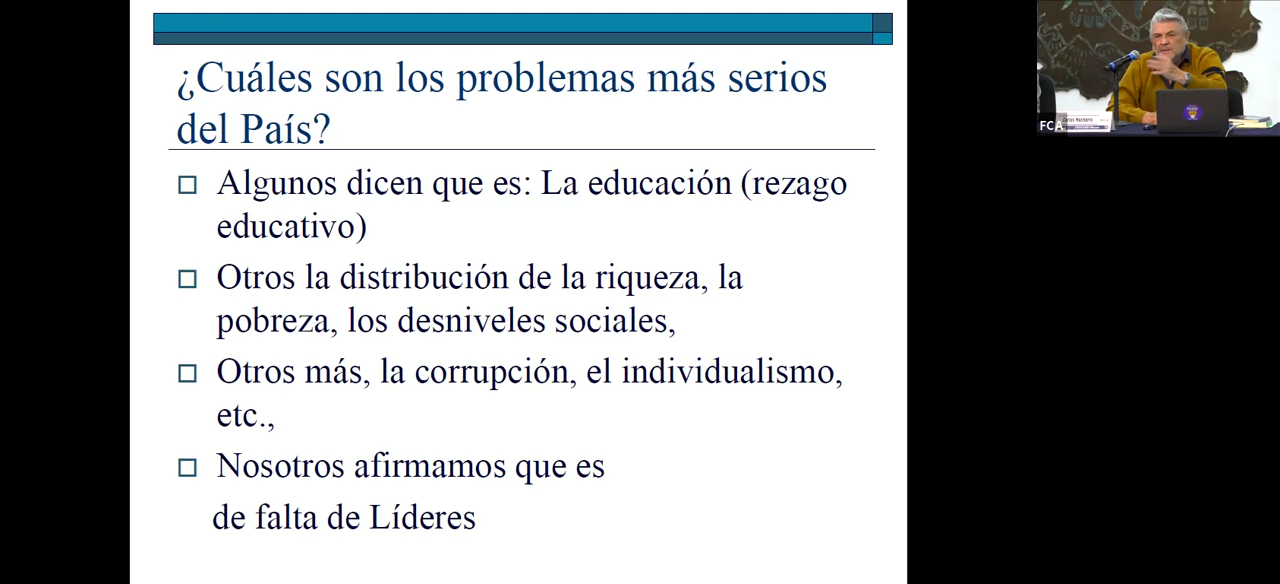 ¿Cuáles son los problemas más serios
del País?
Algunos dicen que es: La educación (rezago
educativo)
Otros la distribución de la riqueza, la
pobreza, los desniveles sociales,
Otros más, la corrupción, el individualismo,
etc.,
Nosotros afirmamos que es
de falta de Líderes
FCA